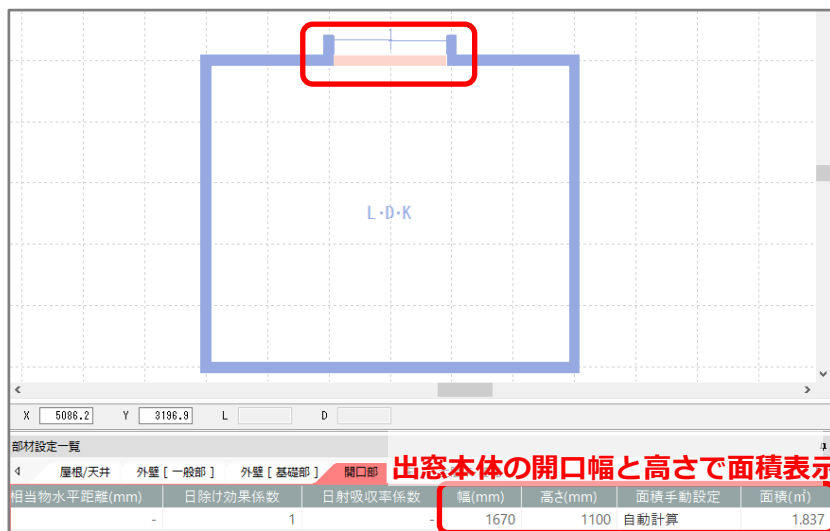 L・D・K
X 5086.2 Y 3196.9 L D
部材設定一覧
屋根/天井 外壁 [ 一般部 ] 外壁 [ 基礎部 ] 開口部
出窓本体の開口幅と高さで面積表示
相当物水平距離(mm) 日除け効果係数 日射吸収率係数 幅(mm) 高さ(mm) 面積手動設定 面積(㎡)
- 1 - 1670 1100 自動計算 1.837